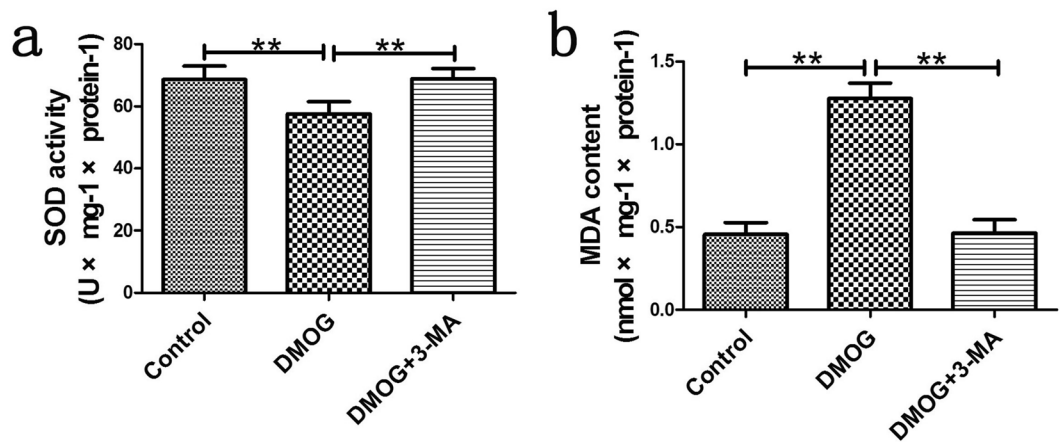 a
SOD activity
(U × mg-1 × protein-1)
80
60
40
20
0
**
**
Control
DMOG
DMOG+3-MA
b
MDA content
(nmol × mg-1 × protein-1)
1.5
1.0
0.5
0.0
**
**
Control
DMOG
DMOG+3-MA